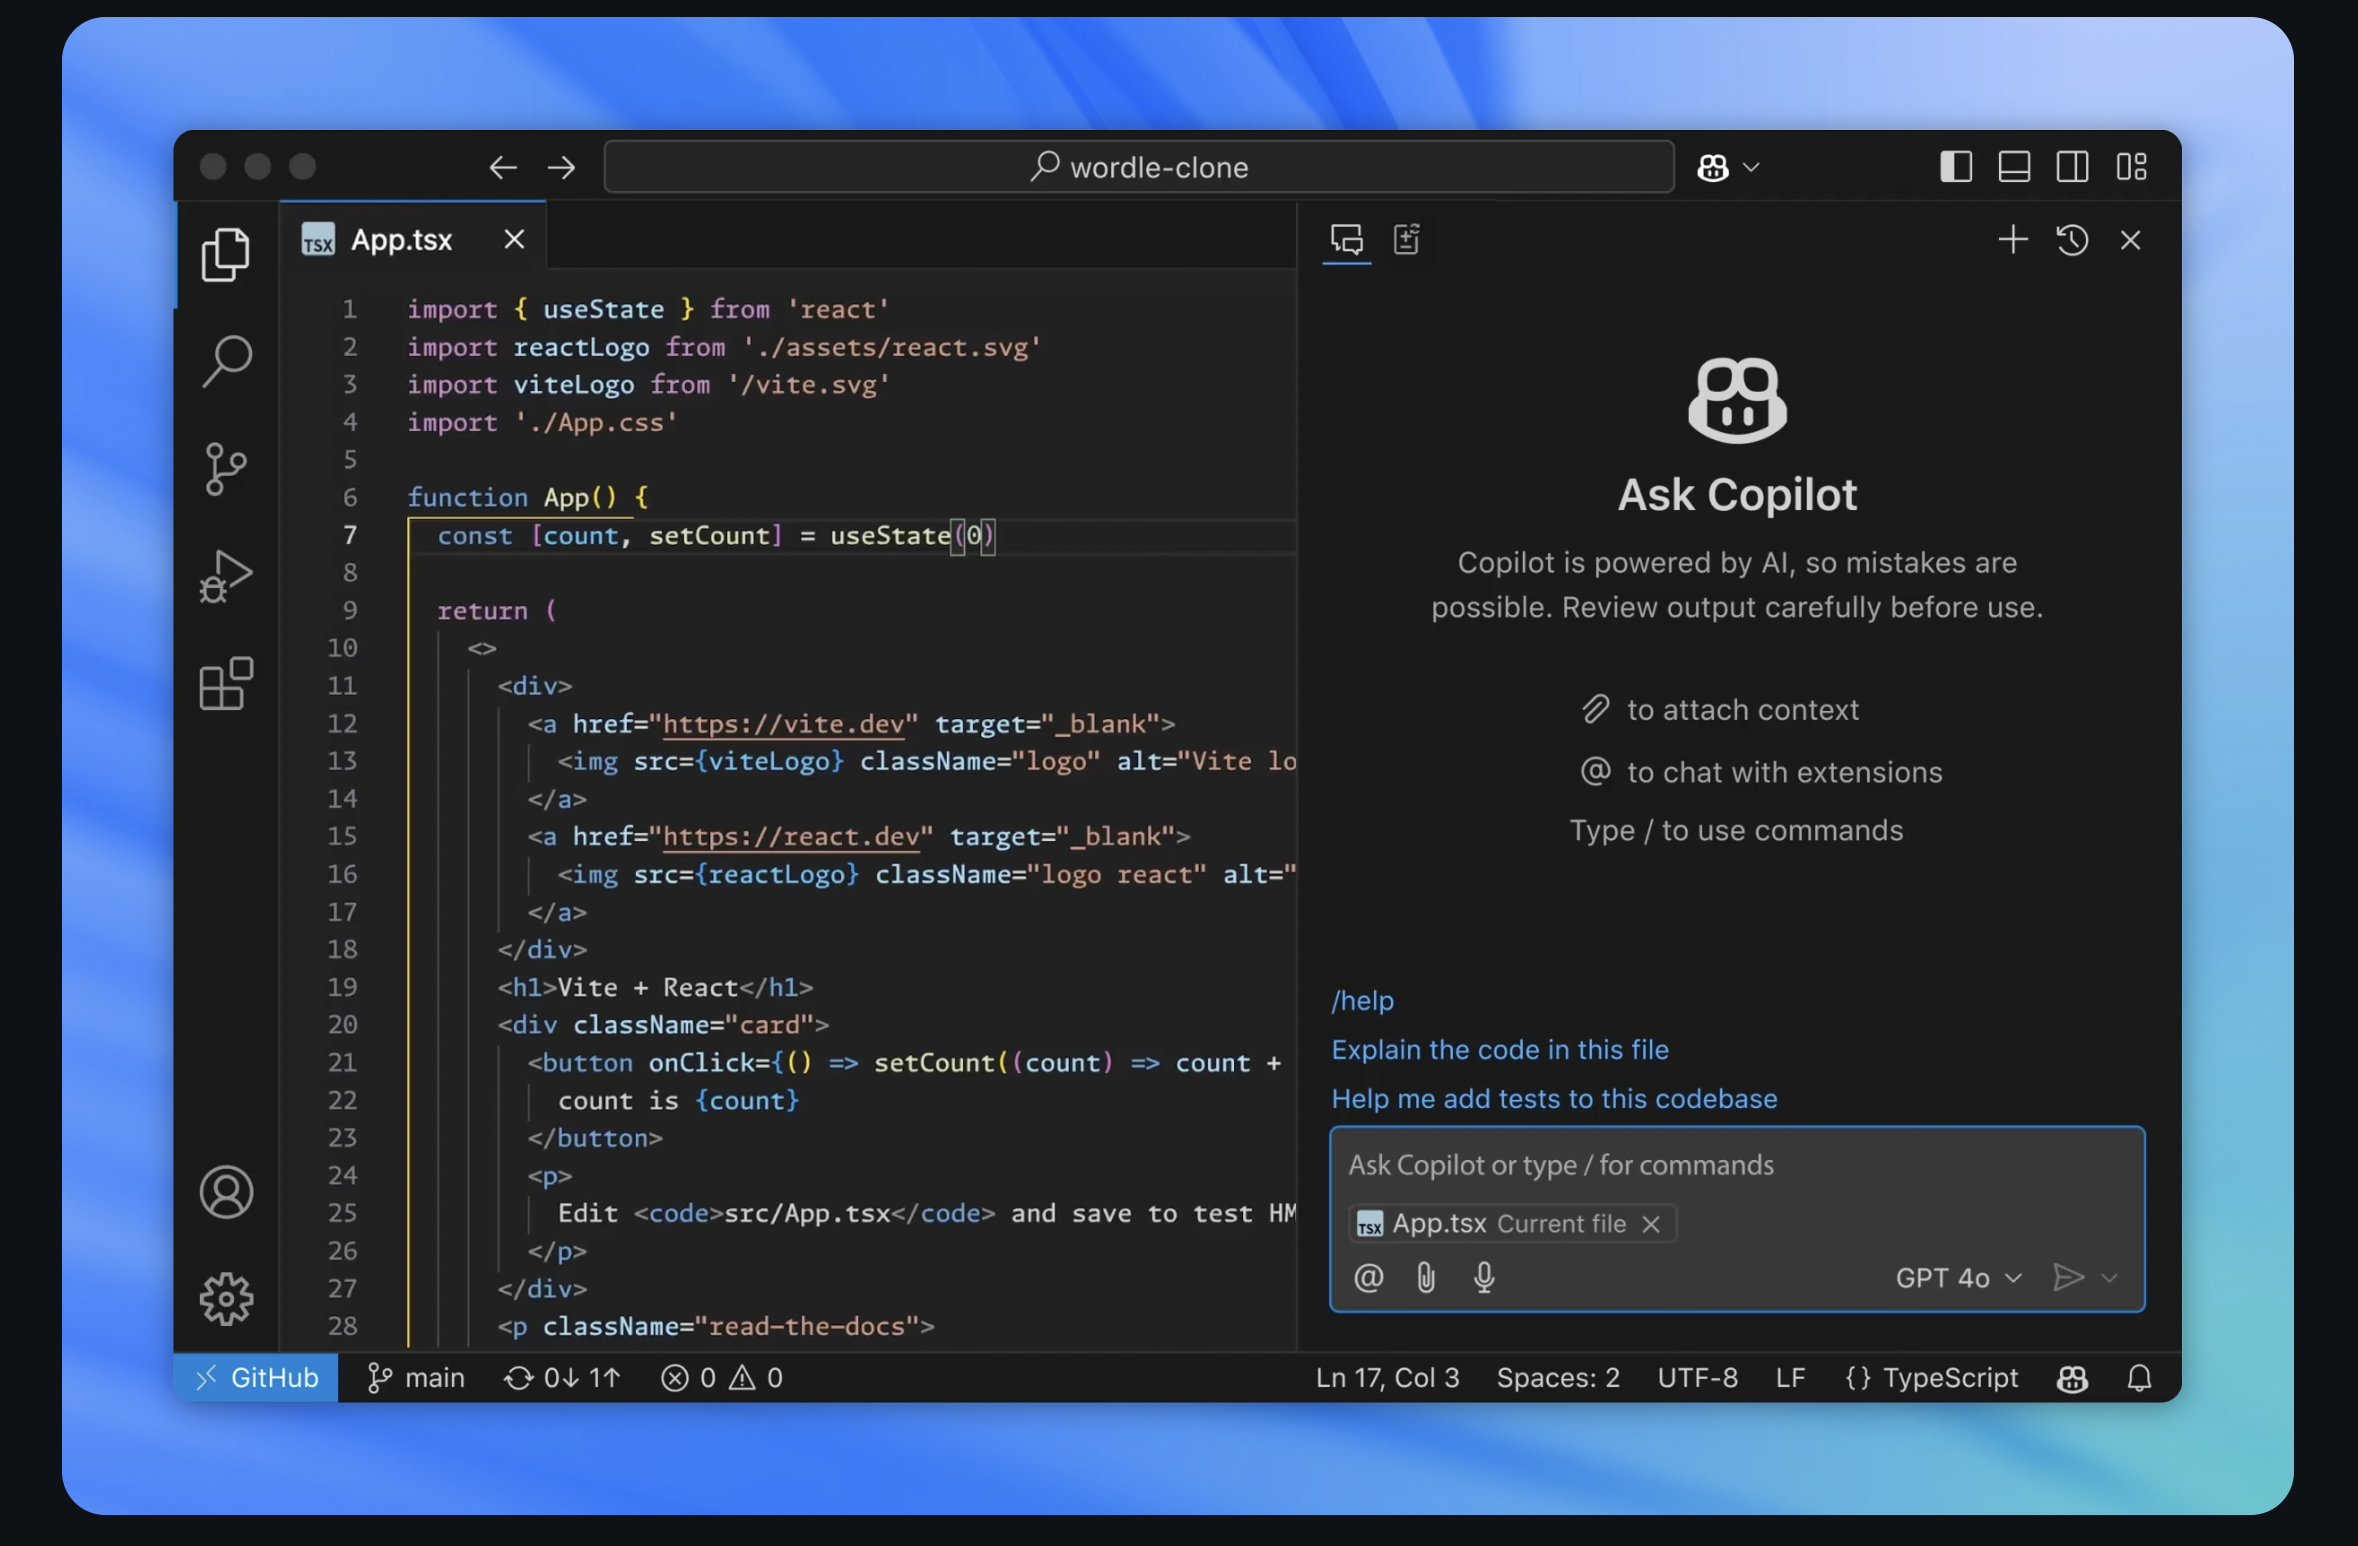 wordle-clone
TSX App.tsx
1 import { useState } from 'react'
2 import reactLogo from './assets/react.svg'
3 import viteLogo from '/vite.svg'
4 import './App.css'
5
6 function App() {
7 const [count, setCount] = useState(0)
8
9 return (
10 <>
11 <div>
12 <a href="https://vite.dev" target="_blank">
13 <img src={viteLogo} className="logo" alt="Vite lo
14 </a>
15 <a href="https://react.dev" target="_blank">
16 <img src={reactLogo} className="logo react" alt="
17 </a>
18 </div>
19 <h1>Vite + React</h1>
20 <div className="card">
21 <button onClick={() => setCount((count) => count +
22 count is {count}
23 </button>
24 <p>
25 Edit <code>src/App.tsx</code> and save to test HM
26 </p>
27 </div>
28 <p className="read-the-docs">
Ask Copilot
Copilot is powered by AI, so mistakes are
possible. Review output carefully before use.
to attach context
@ to chat with extensions
Type / to use commands
/help
Explain the code in this file
Help me add tests to this codebase
Ask Copilot or type / for commands
TSX App.tsx Current file
@ GPT 4o
GitHub main 0↓ 1↑ 0 0 Ln 17, Col 3 Spaces: 2 UTF-8 LF {} TypeScript